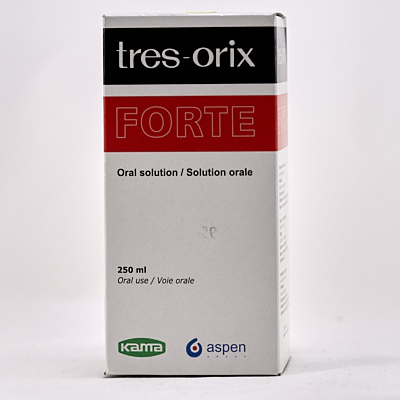 tres-orix
FORTE
Oral solution / Solution orale
250 ml
Oral use / Voie orale
KAMA
aspen